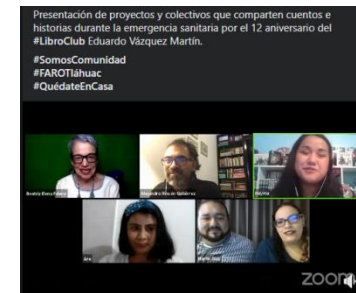 Presentación de proyectos y colectivos que comparten cuentos e
historias durante la emergencia sanitaria por el 12 aniversario del
#LibroClub Eduardo Vázquez Martín.
#SomosComunidad
#FAROTláhuac
#QuédateEnCasa
zoom